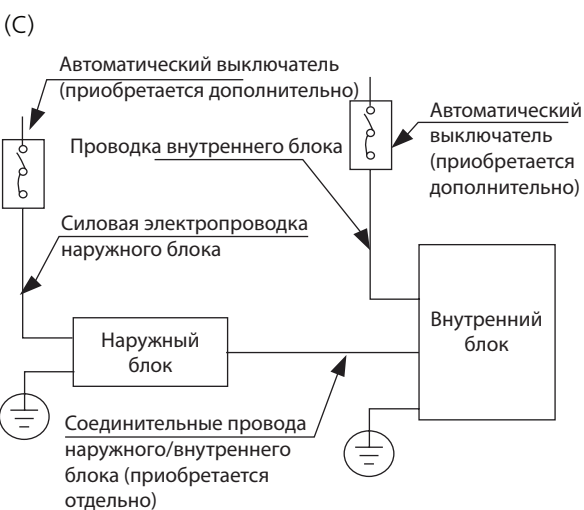 (C)
Автоматический выключатель
(приобретается дополнительно)
Автоматический
выключатель
(приобретается
дополнительно)
Проводка внутреннего блока
Силовая электропроводка
наружного блока
Наружный
блок
Внутренний
блок
Соединительные провода
наружного/внутреннего
блока (приобретается
отдельно)